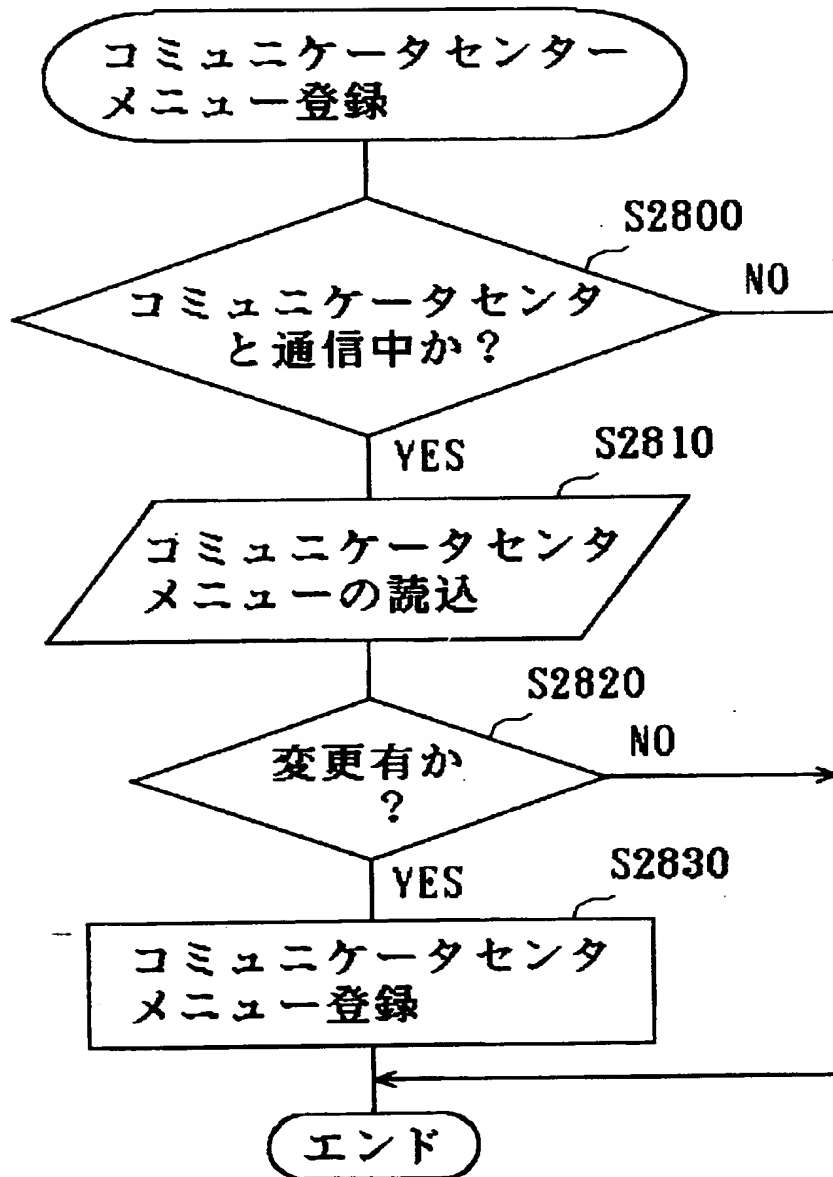 コミュニケータセンター
メニュー登録
S2800
コミュニケータセンタ
と通信中か？
NO
YES
S2810
コミュニケータセンタ
メニューの読込
S2820
変更有か
？
NO
YES
S2830
コミュニケータセンタ
メニュー登録
エンド